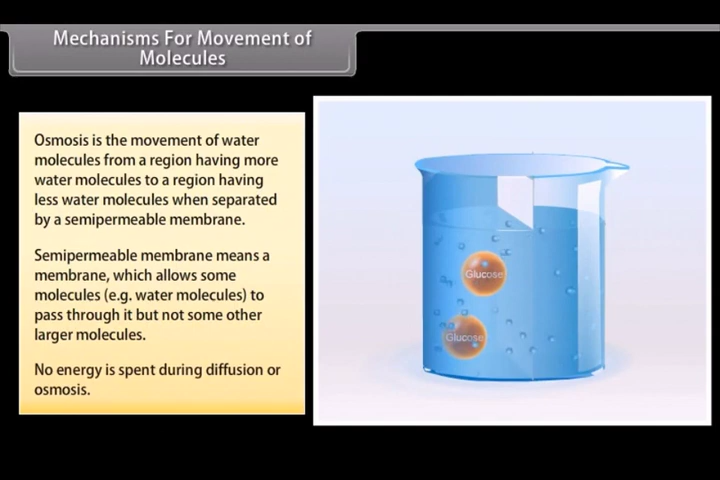 Mechanisms For Movement of
Molecules
Osmosis is the movement of water
molecules from a region having more
water molecules to a region having
less water molecules when separated
by a semipermeable membrane.
Semipermeable membrane means a
membrane, which allows some
molecules (e.g. water molecules) to
pass through it but not some other
larger molecules.
No energy is spent during diffusion or
osmosis.
Glucose
Glucose